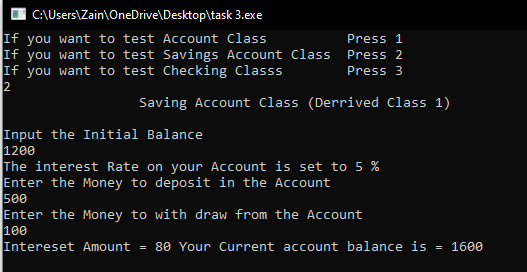 C:\Users\Zain\OneDrive\Desktop\task 3.exe
If you want to test Account Class          Press 1
If you want to test Savings Account Class  Press 2
If you want to test Checking Classs        Press 3
2
                 Saving Account Class (Derrived Class 1)
Input the Initial Balance
1200
The interest Rate on your Account is set to 5 %
Enter the Money to deposit in the Account
500
Enter the Money to with draw from the Account
100
Intereset Amount = 80 Your Current account balance is = 1600